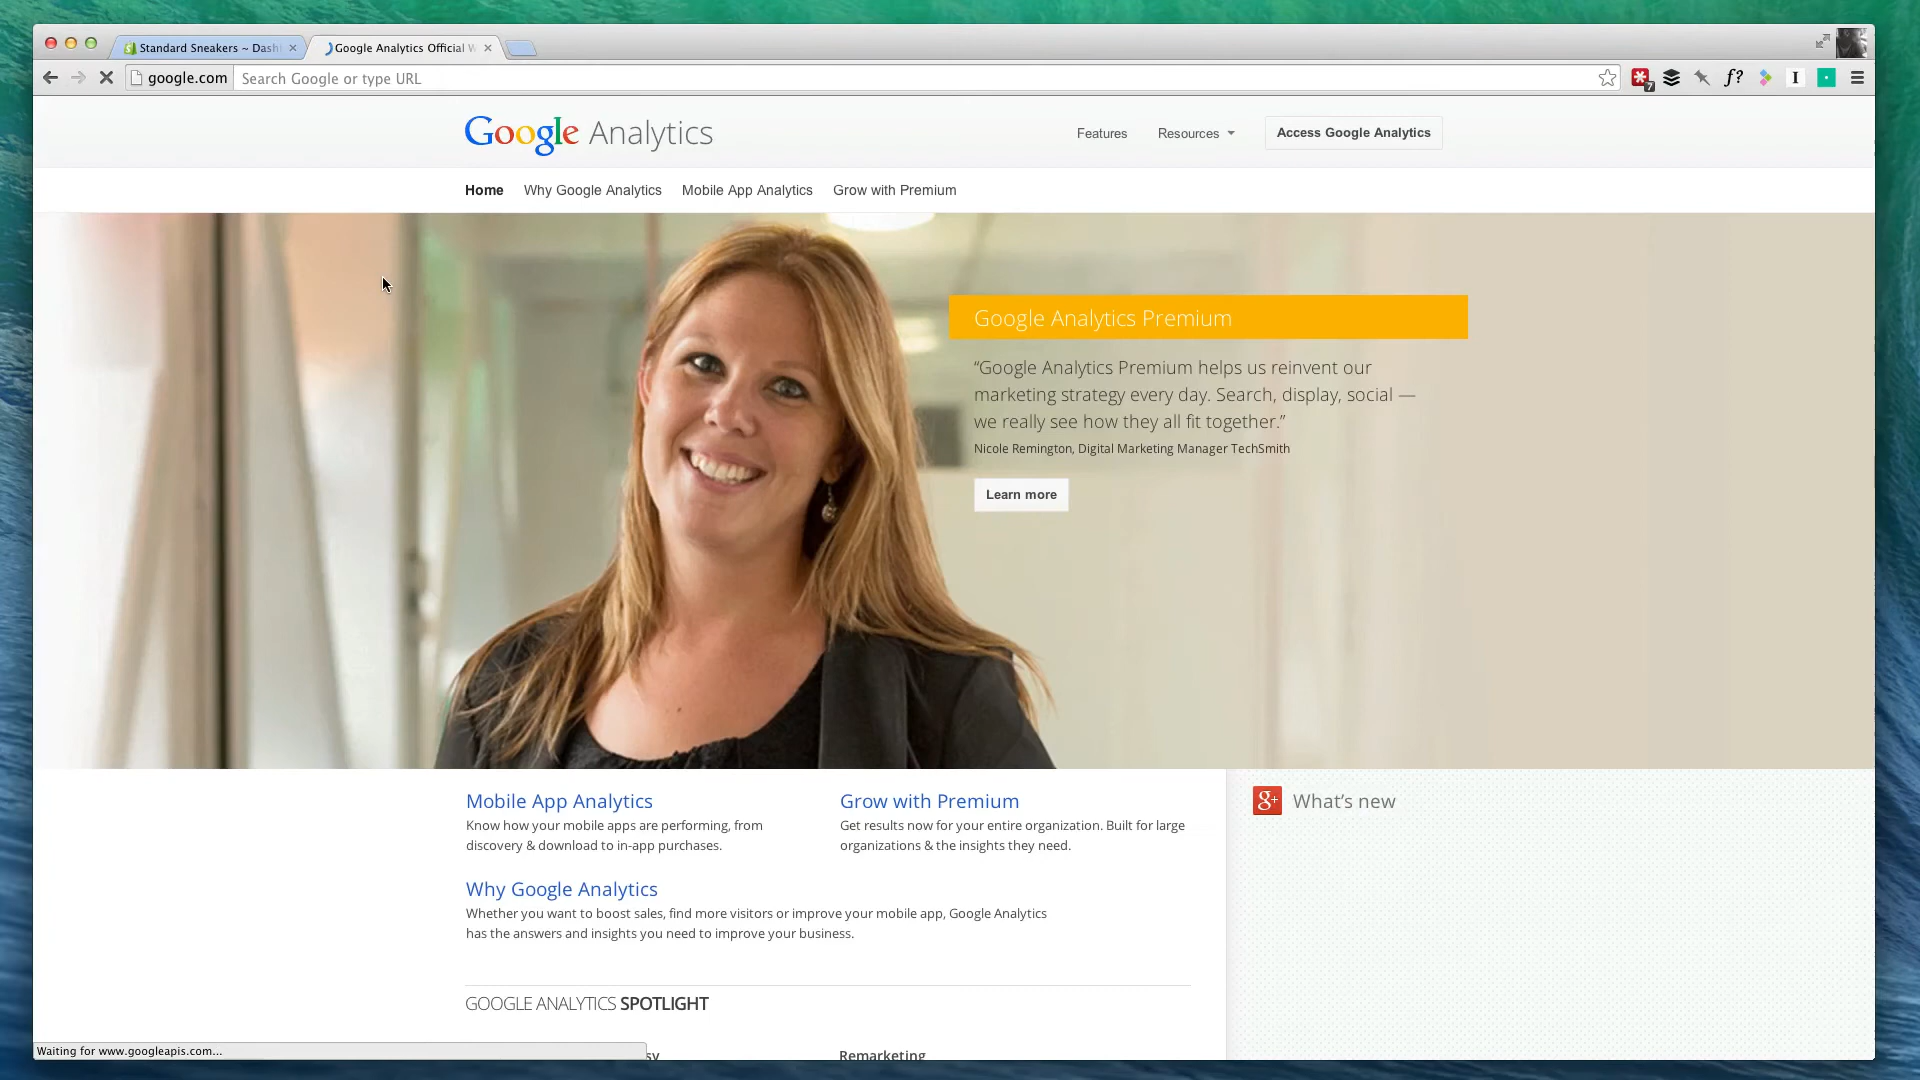 Standard Sneakers ~ Dash
Google Analytics Official W
google.com
Search Google or type URL
7
f?
I
Google Analytics
Features
Resources
Access Google Analytics
Home
Why Google Analytics
Mobile App Analytics
Grow with Premium
Google Analytics Premium
“Google Analytics Premium helps us reinvent our
marketing strategy every day. Search, display, social —
we really see how they all fit together.”
Nicole Remington, Digital Marketing Manager TechSmith
Learn more
Mobile App Analytics
Know how your mobile apps are performing, from
discovery & download to in-app purchases.
Grow with Premium
Get results now for your entire organization. Built for large
organizations & the insights they need.
Why Google Analytics
Whether you want to boost sales, find more visitors or improve your mobile app, Google Analytics
has the answers and insights you need to improve your business.
g+
What’s new
GOOGLE ANALYTICS SPOTLIGHT
sy
Remarketing
Waiting for www.googleapis.com...